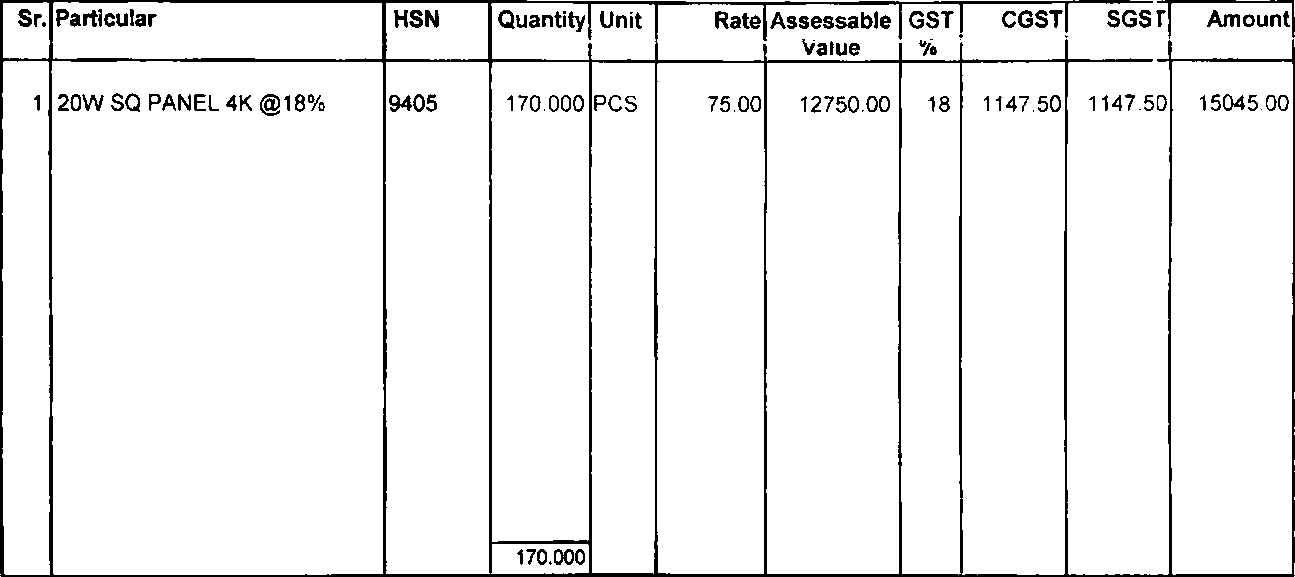 Sr. Particular HSN Quantity Unit Rate Assessable Value GST % CGST SGST Amount
1 20W SQ PANEL 4K @18% 9405 170.000 PCS 75.00 12750.00 18 1147.50 1147.50 15045.00
170.000